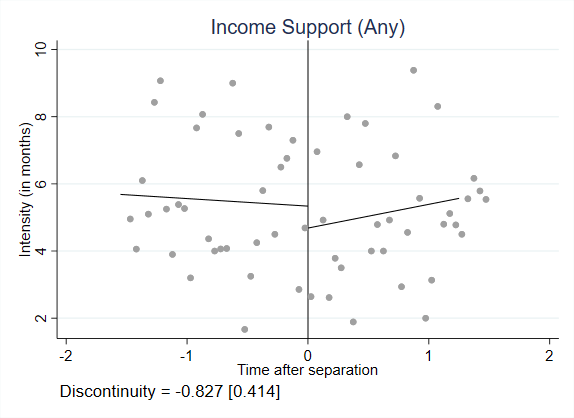 Income Support (Any)
Intensity (in months)
10
8
6
4
2
-2
-1
0
1
2
Time after separation
Discontinuity = -0.827 [0.414]